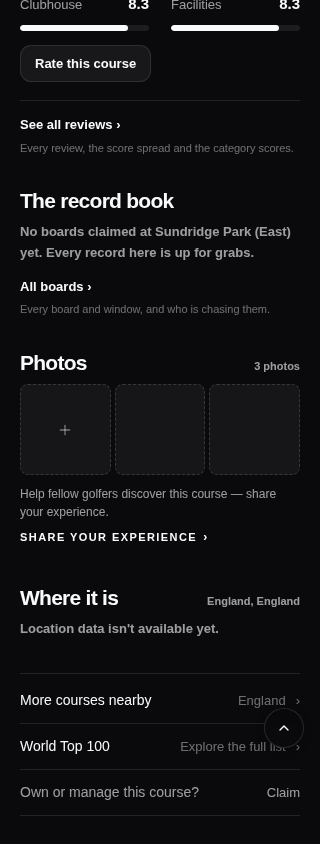 Clubhouse 8.3 Facilities 8.3
Rate this course
See all reviews ›
Every review, the score spread and the category scores.
The record book
No boards claimed at Sundridge Park (East)
yet. Every record here is up for grabs.
All boards ›
Every board and window, and who is chasing them.
Photos 3 photos
+
Help fellow golfers discover this course — share
your experience.
SHARE YOUR EXPERIENCE ›
Where it is England, England
Location data isn't available yet.
More courses nearby England ›
World Top 100 Explore the full list ›
Own or manage this course? Claim